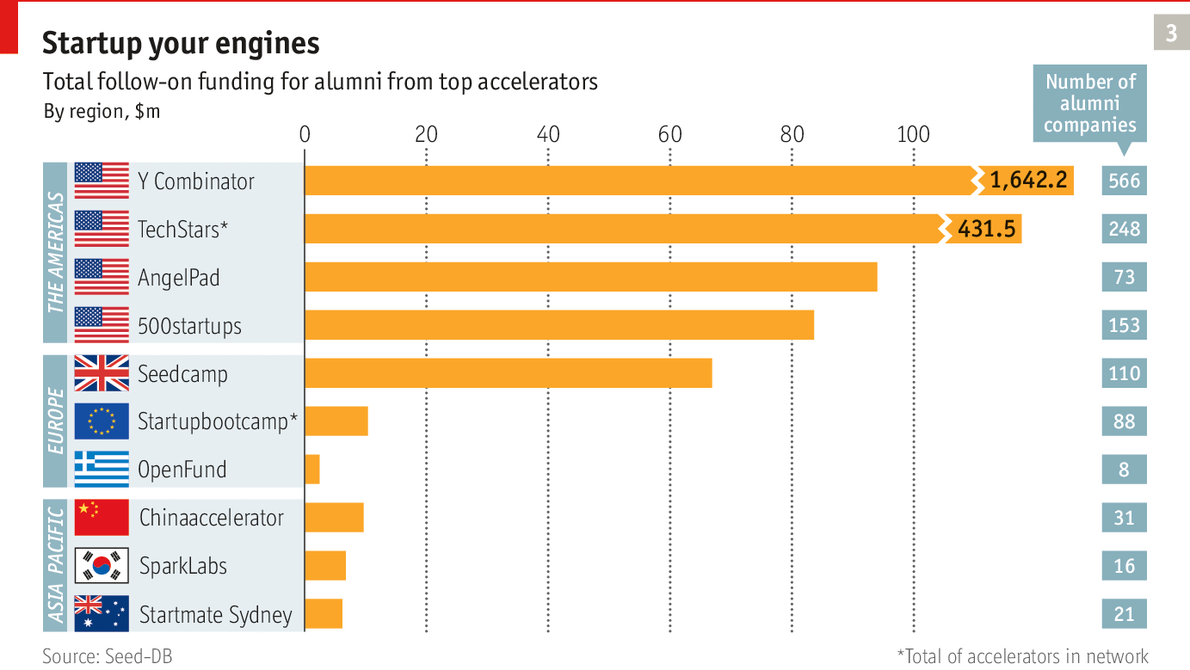 Startup your engines
3
Total follow-on funding for alumni from top accelerators
By region, $m
Number of
alumni
companies
0 20 40 60 80 100
THE AMERICAS
Y Combinator 1,642.2 566
TechStars* 431.5 248
AngelPad 73
500startups 153
EUROPE
Seedcamp 110
Startupbootcamp* 88
OpenFund 8
ASIA PACIFIC
Chinaaccelerator 31
SparkLabs 16
Startmate Sydney 21
Source: Seed-DB *Total of accelerators in network